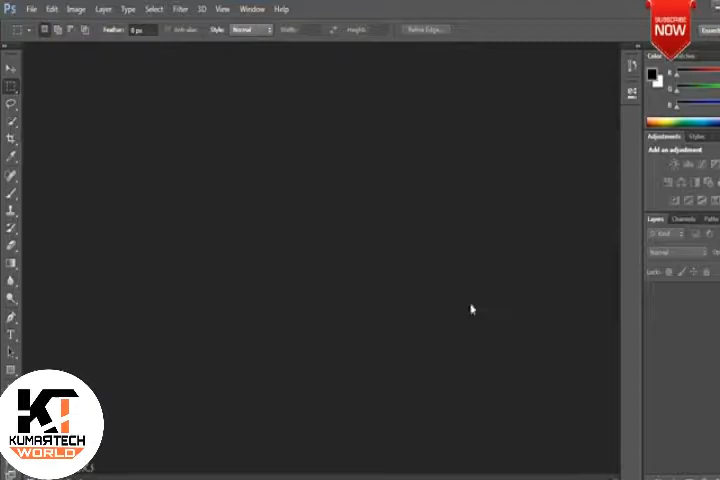 Ps File Edit Image Layer Type Select Filter 3D View Window Help
SUBSCRIBE
NOW
Feather: 0 px Anti-alias Style: Normal Width: Height: Refine Edge...
Color
R
G
B
Adjustments Styles
Add an adjustment
Layers Channels Paths
Kind
Normal
Lock:
T
KT
KUMAЯTECH
WORLD